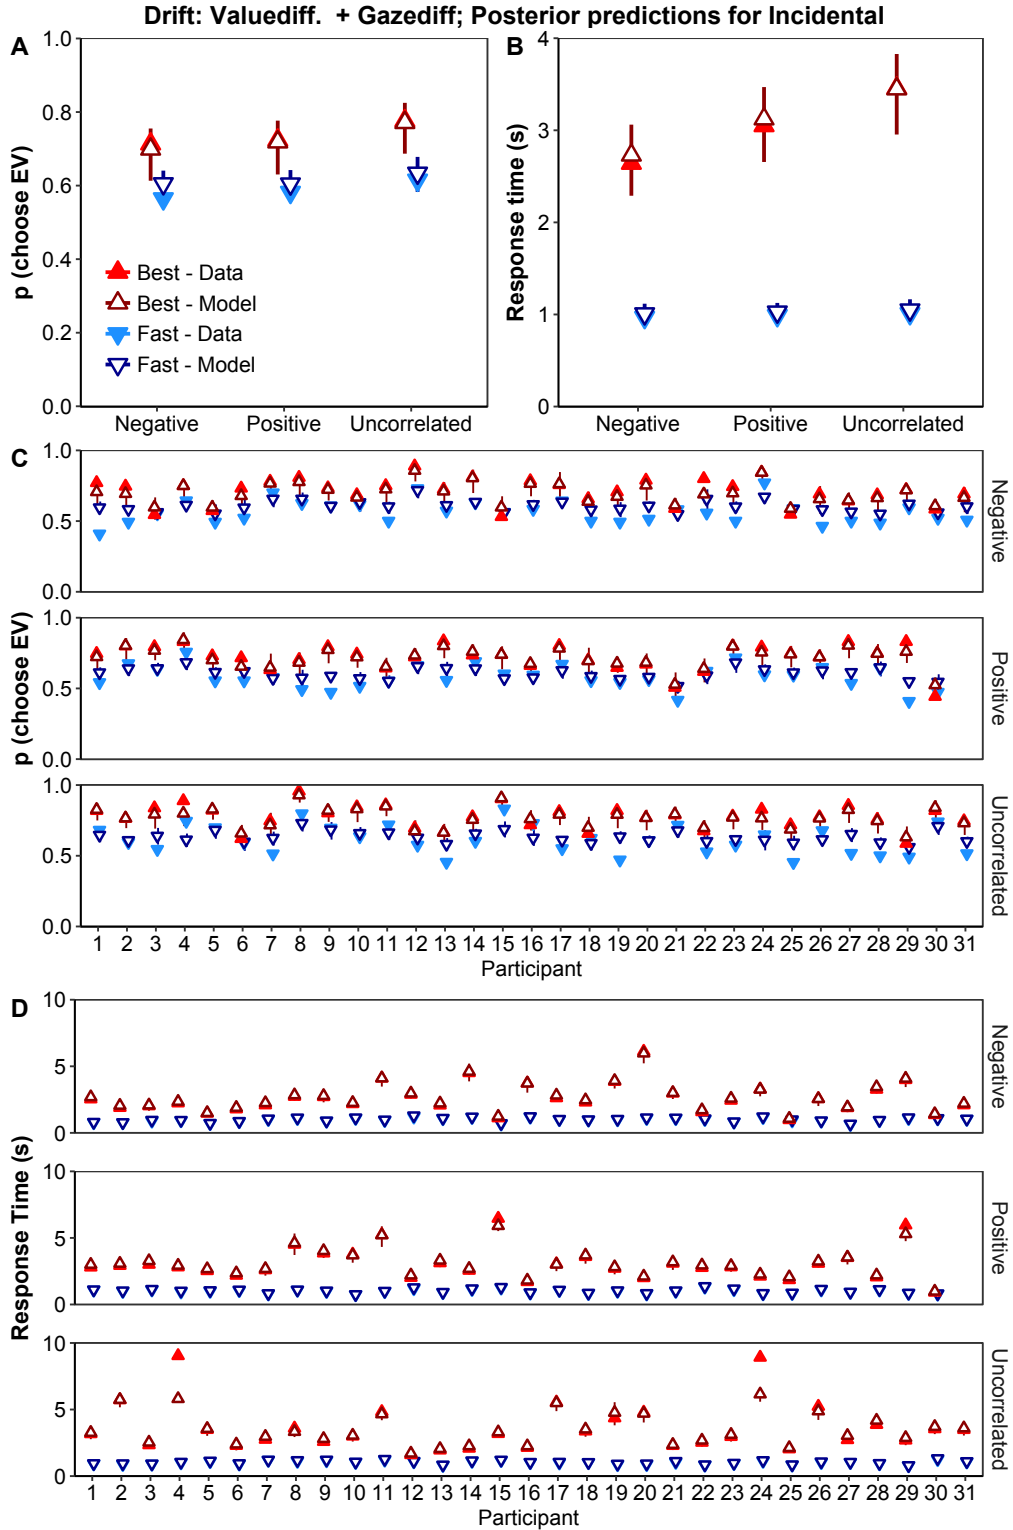 Drift: Valuediff. + Gazediff; Posterior predictions for Incidental
A
p (choose EV)
1.0
0.8
0.6
0.4
0.2
0.0
Best - Data
Best - Model
Fast - Data
Fast - Model
Negative Positive Uncorrelated
B
Response time (s)
4
3
2
1
0
Negative Positive Uncorrelated
C
p (choose EV)
1.0
0.5
0.0
Negative
1.0
0.5
0.0
Positive
1.0
0.5
0.0
Uncorrelated
1 2 3 4 5 6 7 8 9 10 11 12 13 14 15 16 17 18 19 20 21 22 23 24 25 26 27 28 29 30 31
Participant
D
Response Time (s)
10
5
0
Negative
10
5
0
Positive
10
5
0
Uncorrelated
1 2 3 4 5 6 7 8 9 10 11 12 13 14 15 16 17 18 19 20 21 22 23 24 25 26 27 28 29 30 31
Participant